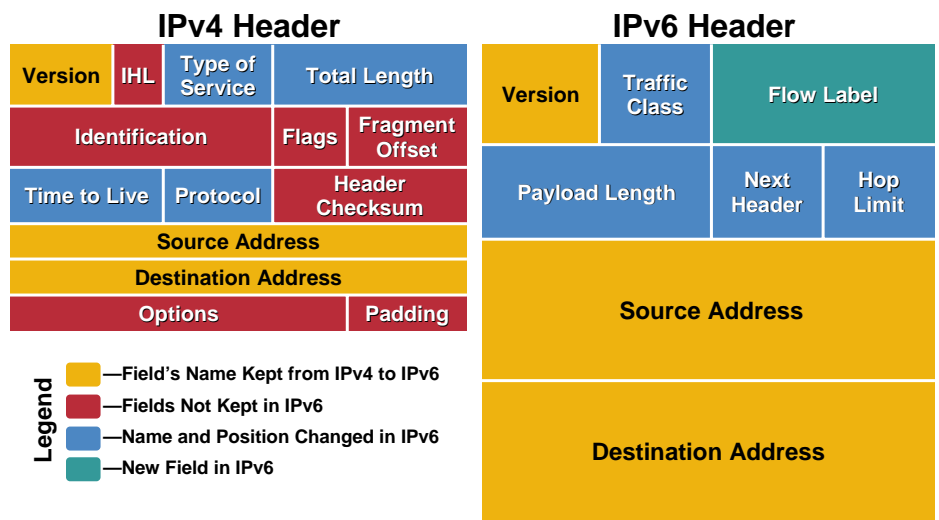 IPv4 Header
Version
IHL
Type of
Service
Total Length
Identification
Flags
Fragment
Offset
Time to Live
Protocol
Header
Checksum
Source Address
Destination Address
Options
Padding
Legend
—Field's Name Kept from IPv4 to IPv6
—Fields Not Kept in IPv6
—Name and Position Changed in IPv6
—New Field in IPv6
IPv6 Header
Version
Traffic
Class
Flow Label
Payload Length
Next
Header
Hop
Limit
Source Address
Destination Address